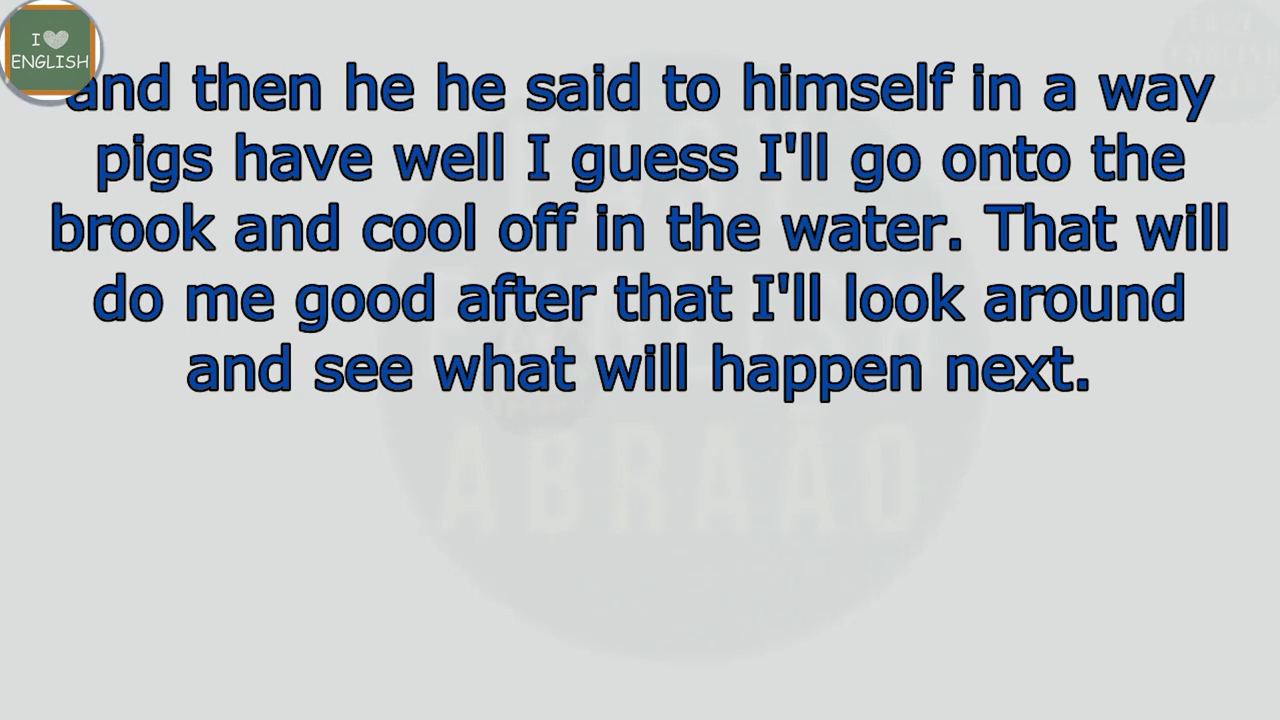 I
ENGLISH
and then he he said to himself in a way
pigs have well I guess I'll go onto the
brook and cool off in the water. That will
do me good after that I'll look around
and see what will happen next.
ABRAÃO